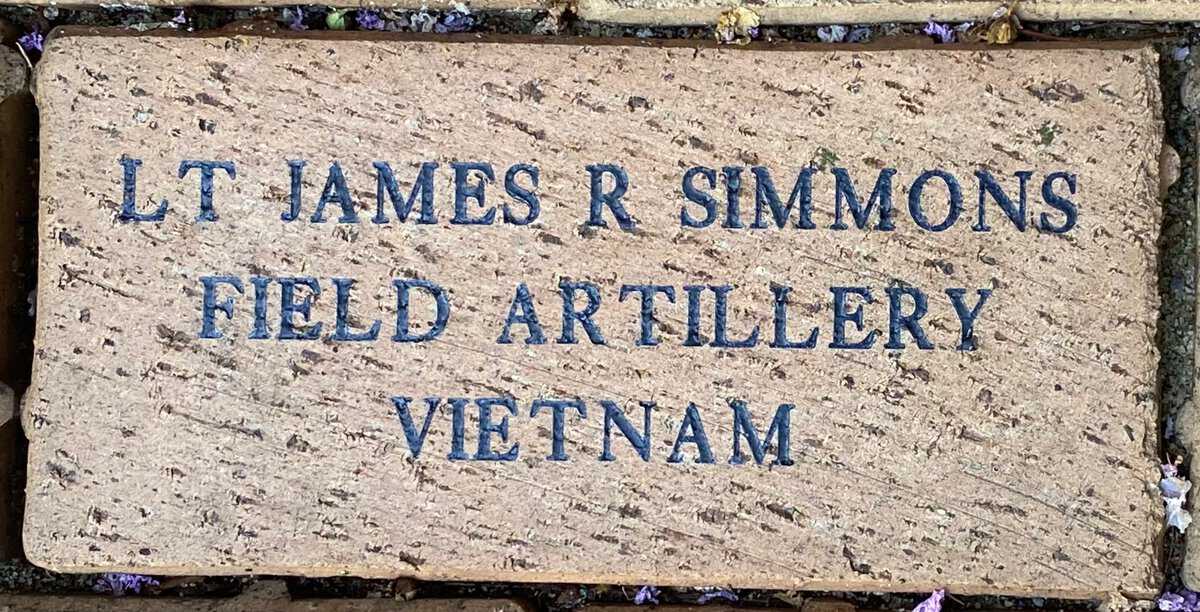 LT JAMES R SIMMONS
FIELD ARTILLERY
VIETNAM